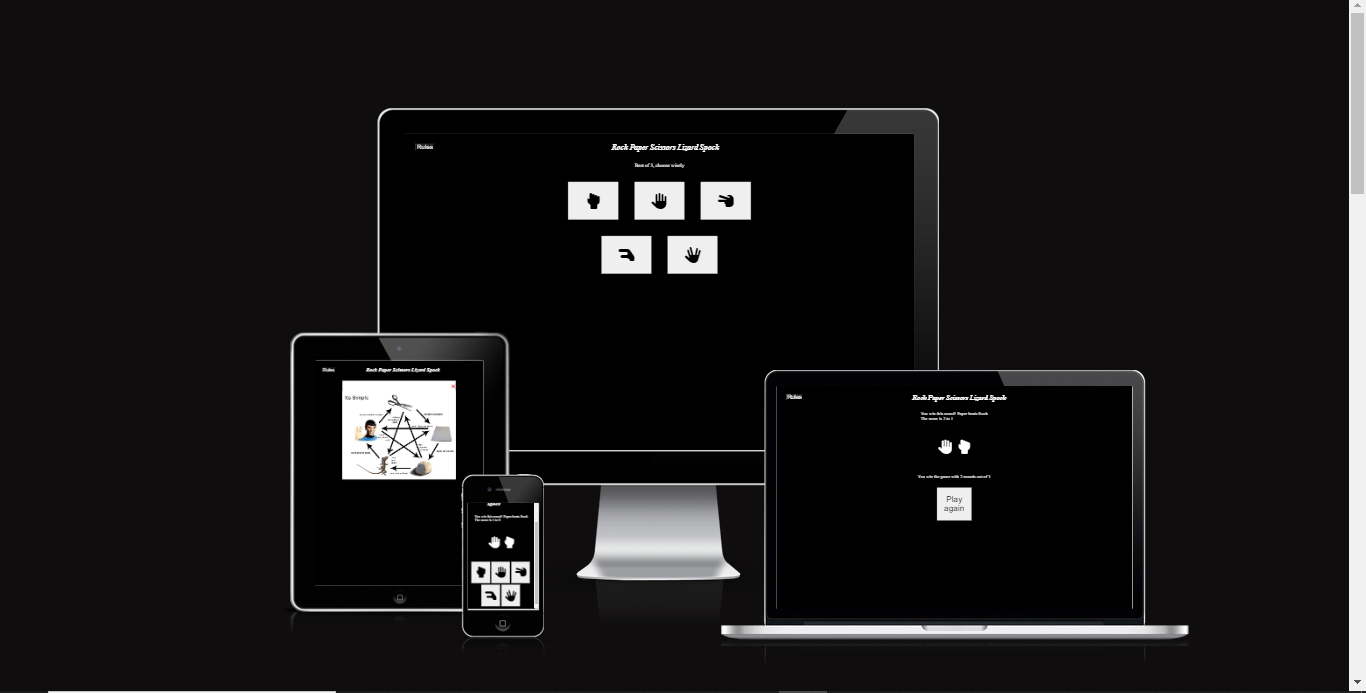 Rules
Rock Paper Scissors Lizard Spock
Best of 3, choose wisely
Rules
Rock Paper Scissors Lizard Spock
Its Simple
Spock
You win this round! Paper beats Rock
The score is 1 to 1
Rules
Rock Paper Scissors Lizard Spock
You win this round! Paper beats Rock
The score is 2 to 1
You win the game with 2 rounds out of 3
Play
again